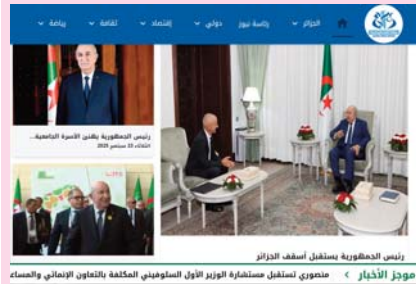 الجزائر
رئاسة نيوز
دولي
إقتصاد
ثقافة
رياضة
رئيس الجمهورية يهنئ الأسرة الجامعية...
الثلاثاء 23 سبتمبر 2025
رئيس الجمهورية يستقبل أسقف الجزائر
موجز الأخبار
منصوري تستقبل مستشارة الوزير الأول السلوفيني المكلفة بالتعاون الإنمائي والمساعد